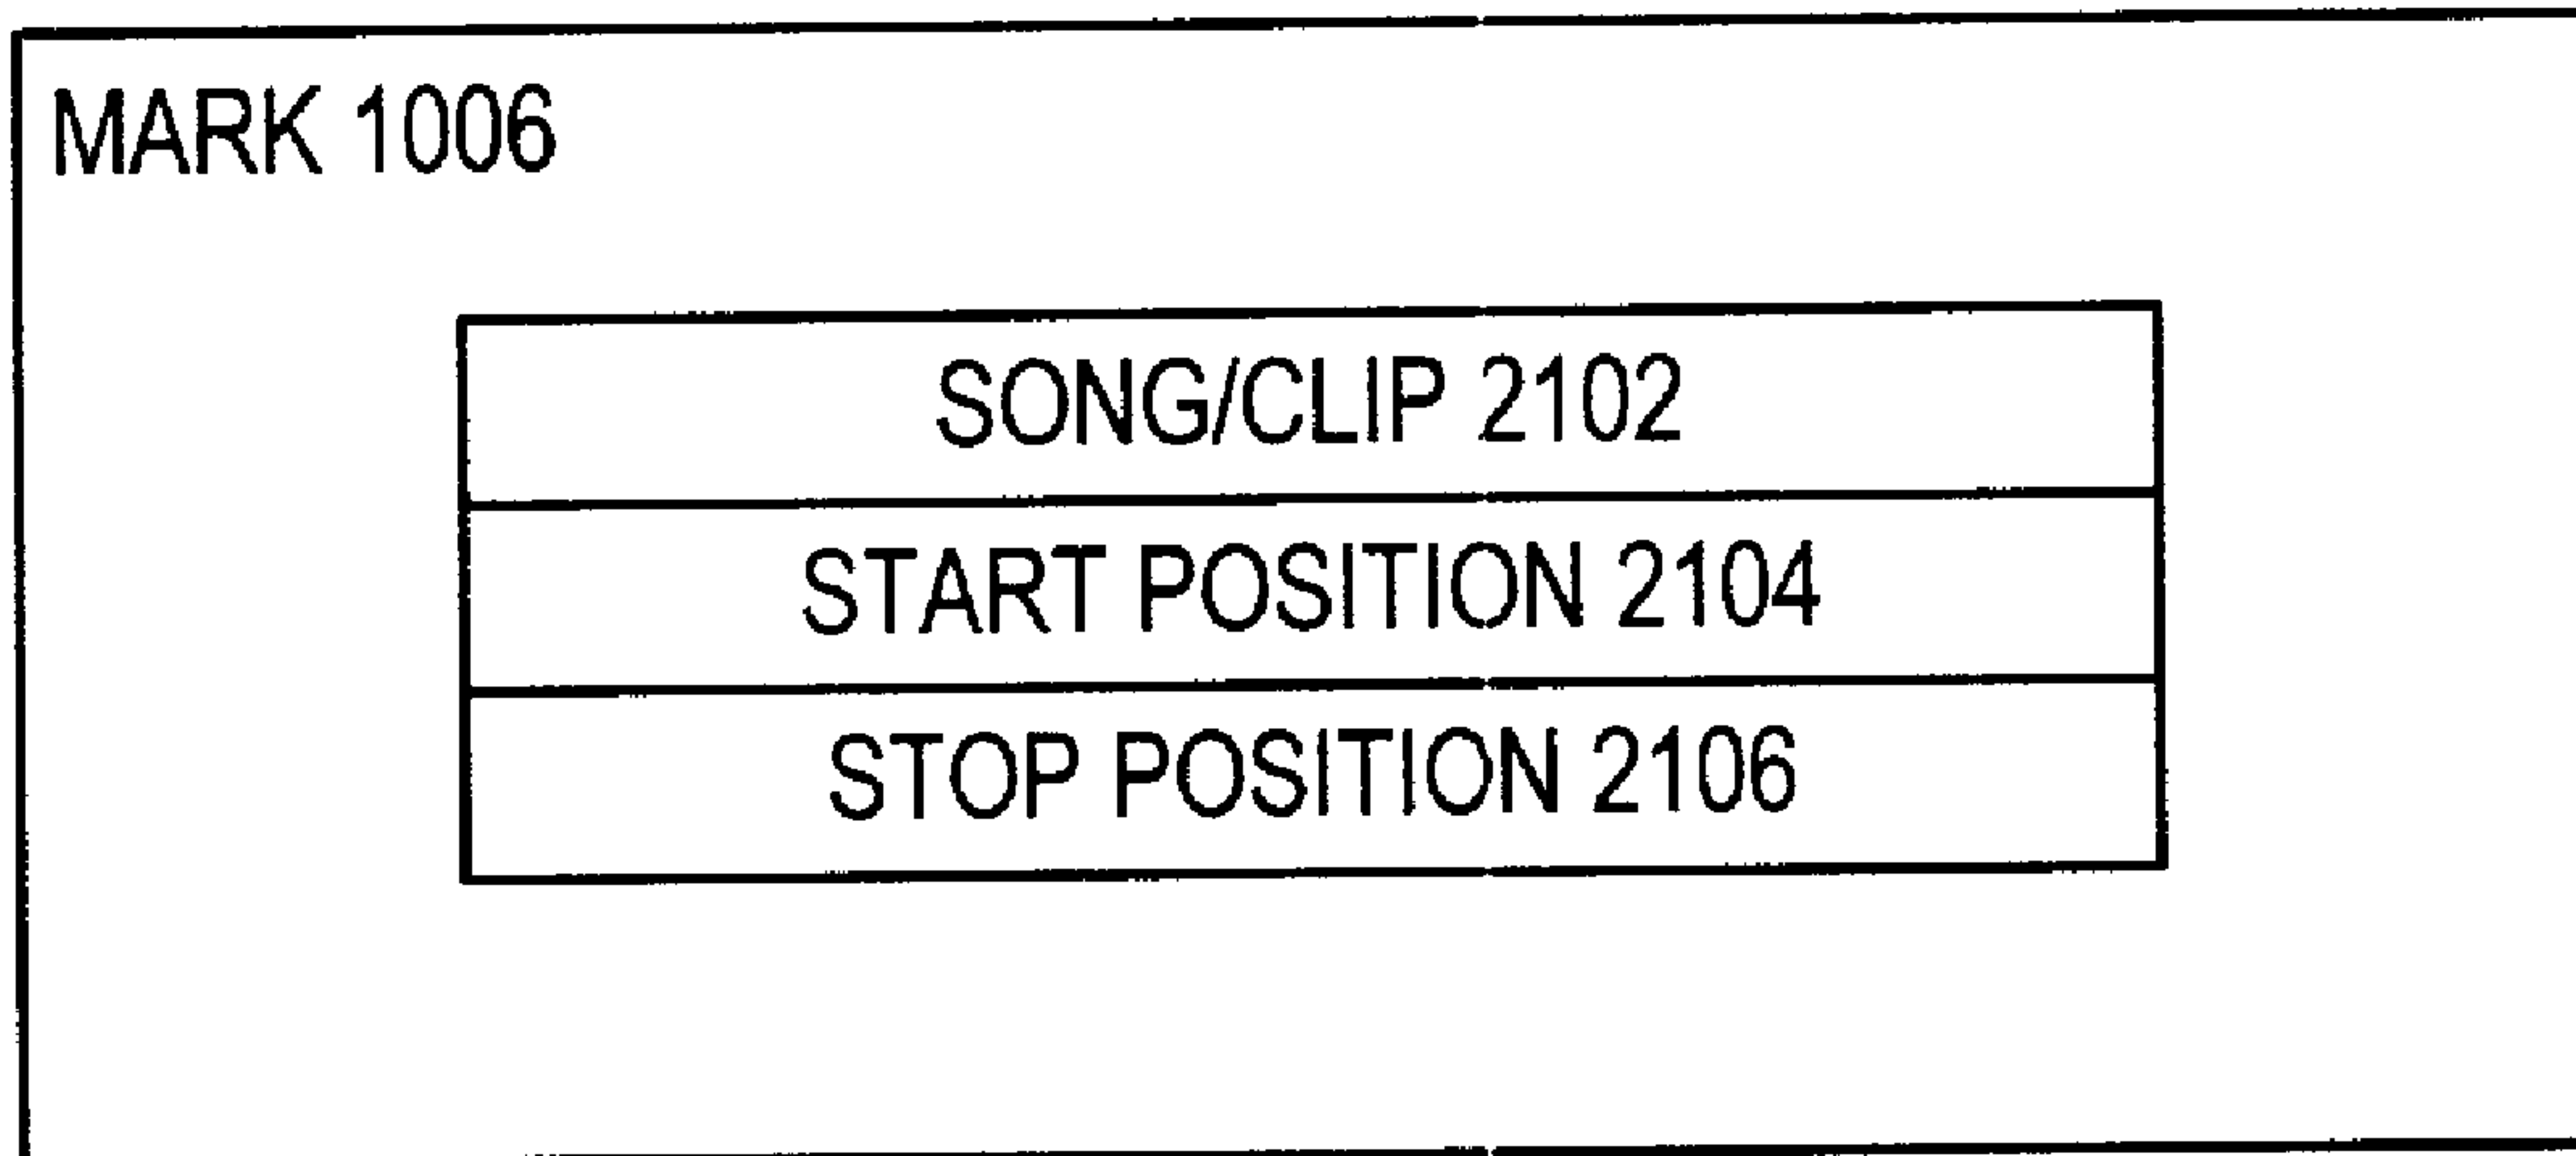 MARK 1006
SONG/CLIP 2102
START POSITION 2104
STOP POSITION 2106